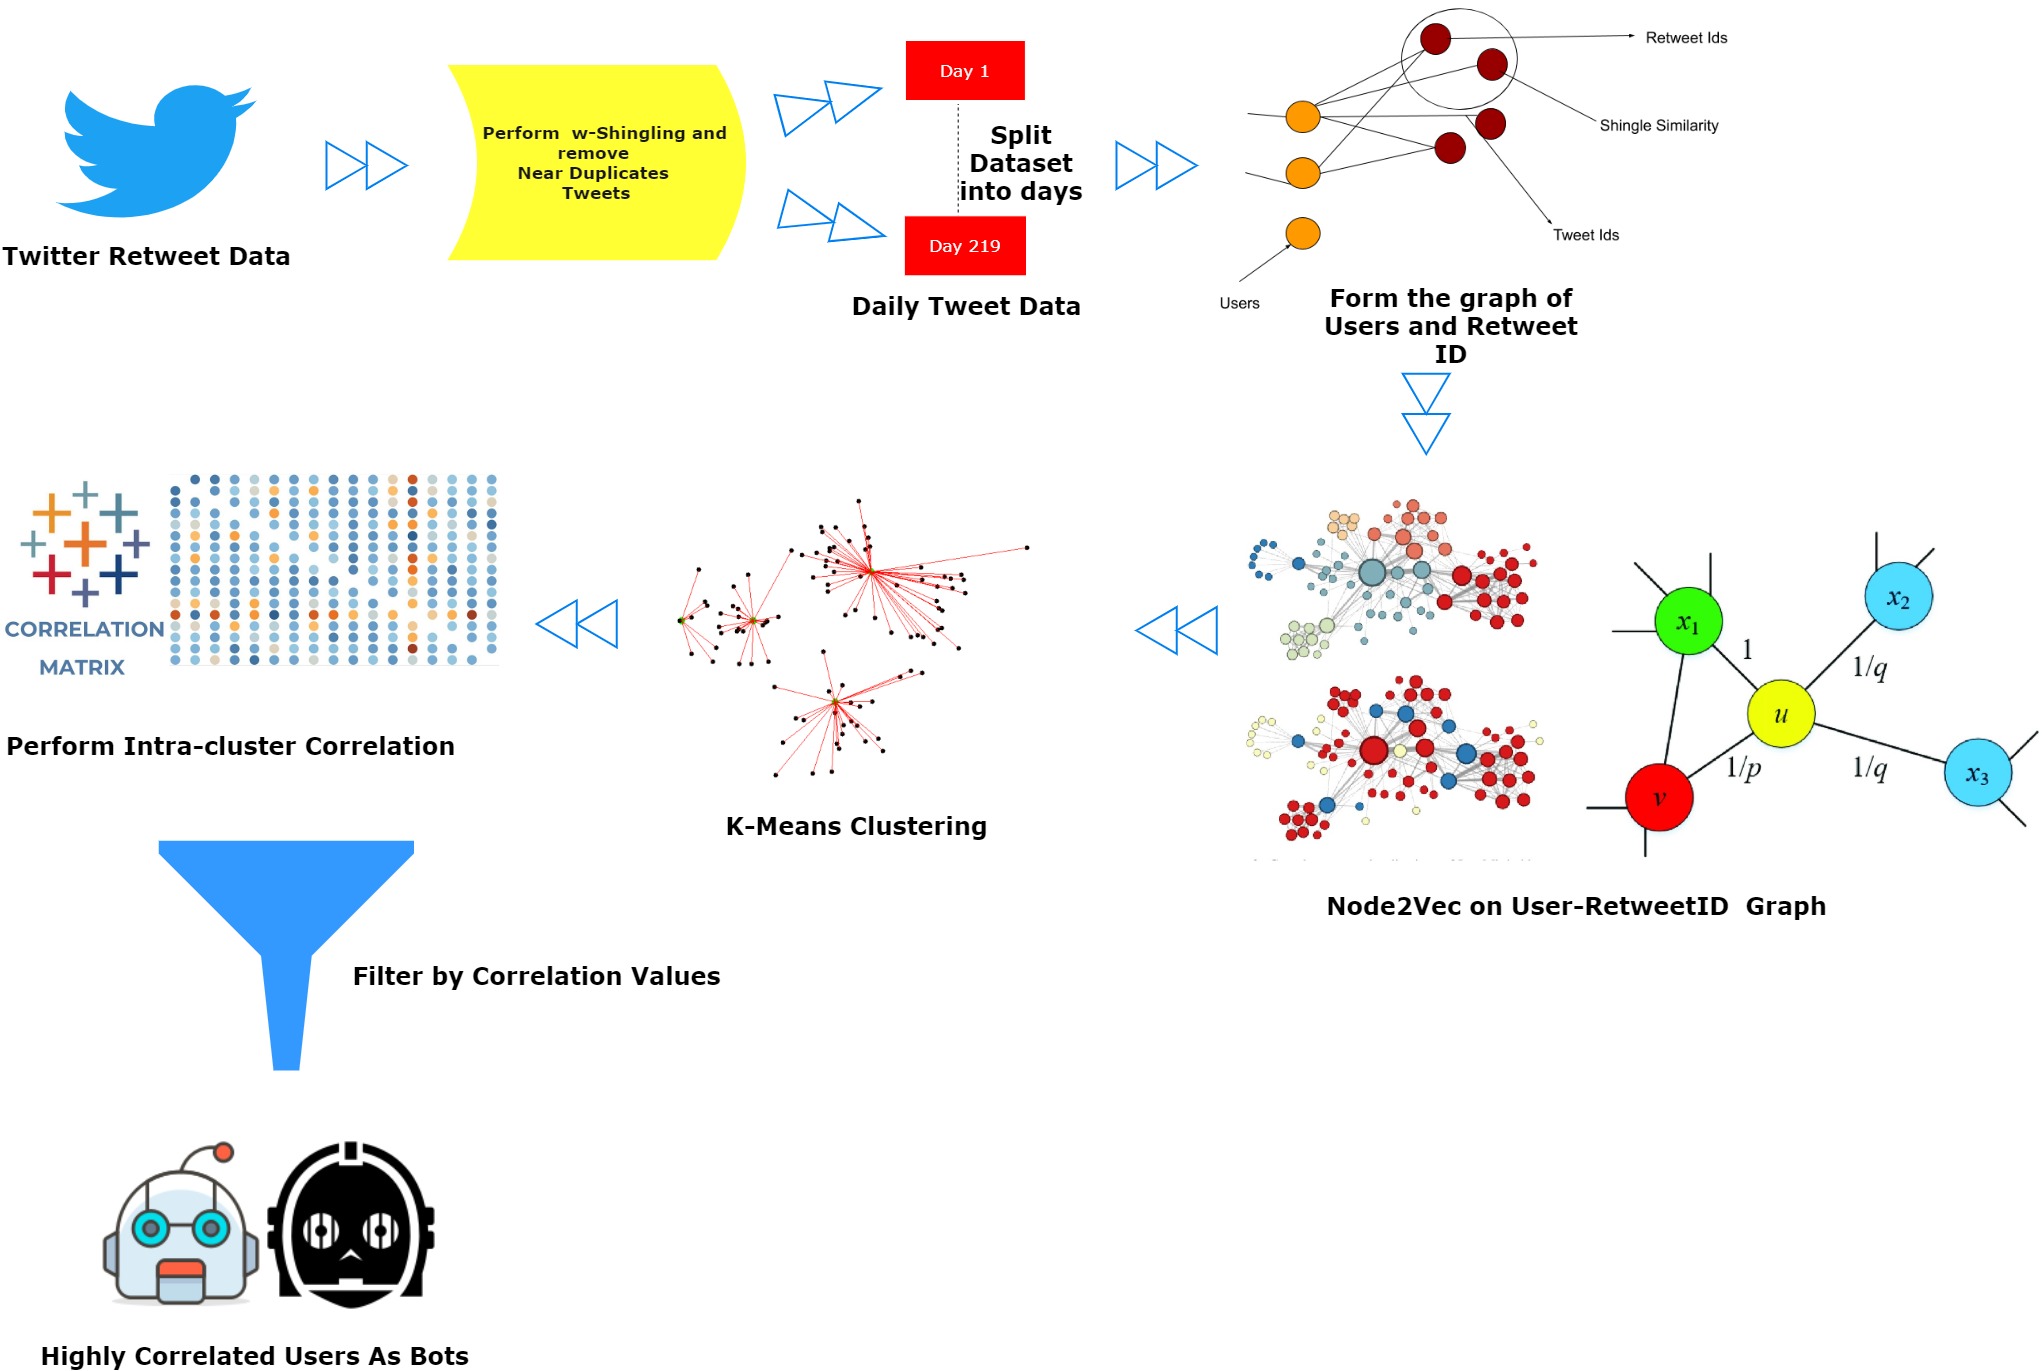 Twitter Retweet Data
Perform w-Shingling and
remove
Near Duplicates
Tweets
Day 1
Split
Dataset
into days
Day 219
Daily Tweet Data
Retweet Ids
Shingle Similarity
Tweet Ids
Users
Form the graph of
Users and Retweet
ID
x1
x2
1
1/q
u
1/p
1/q
v
x3
Node2Vec on User-RetweetID Graph
K-Means Clustering
CORRELATION
MATRIX
Perform Intra-cluster Correlation
Filter by Correlation Values
Highly Correlated Users As Bots